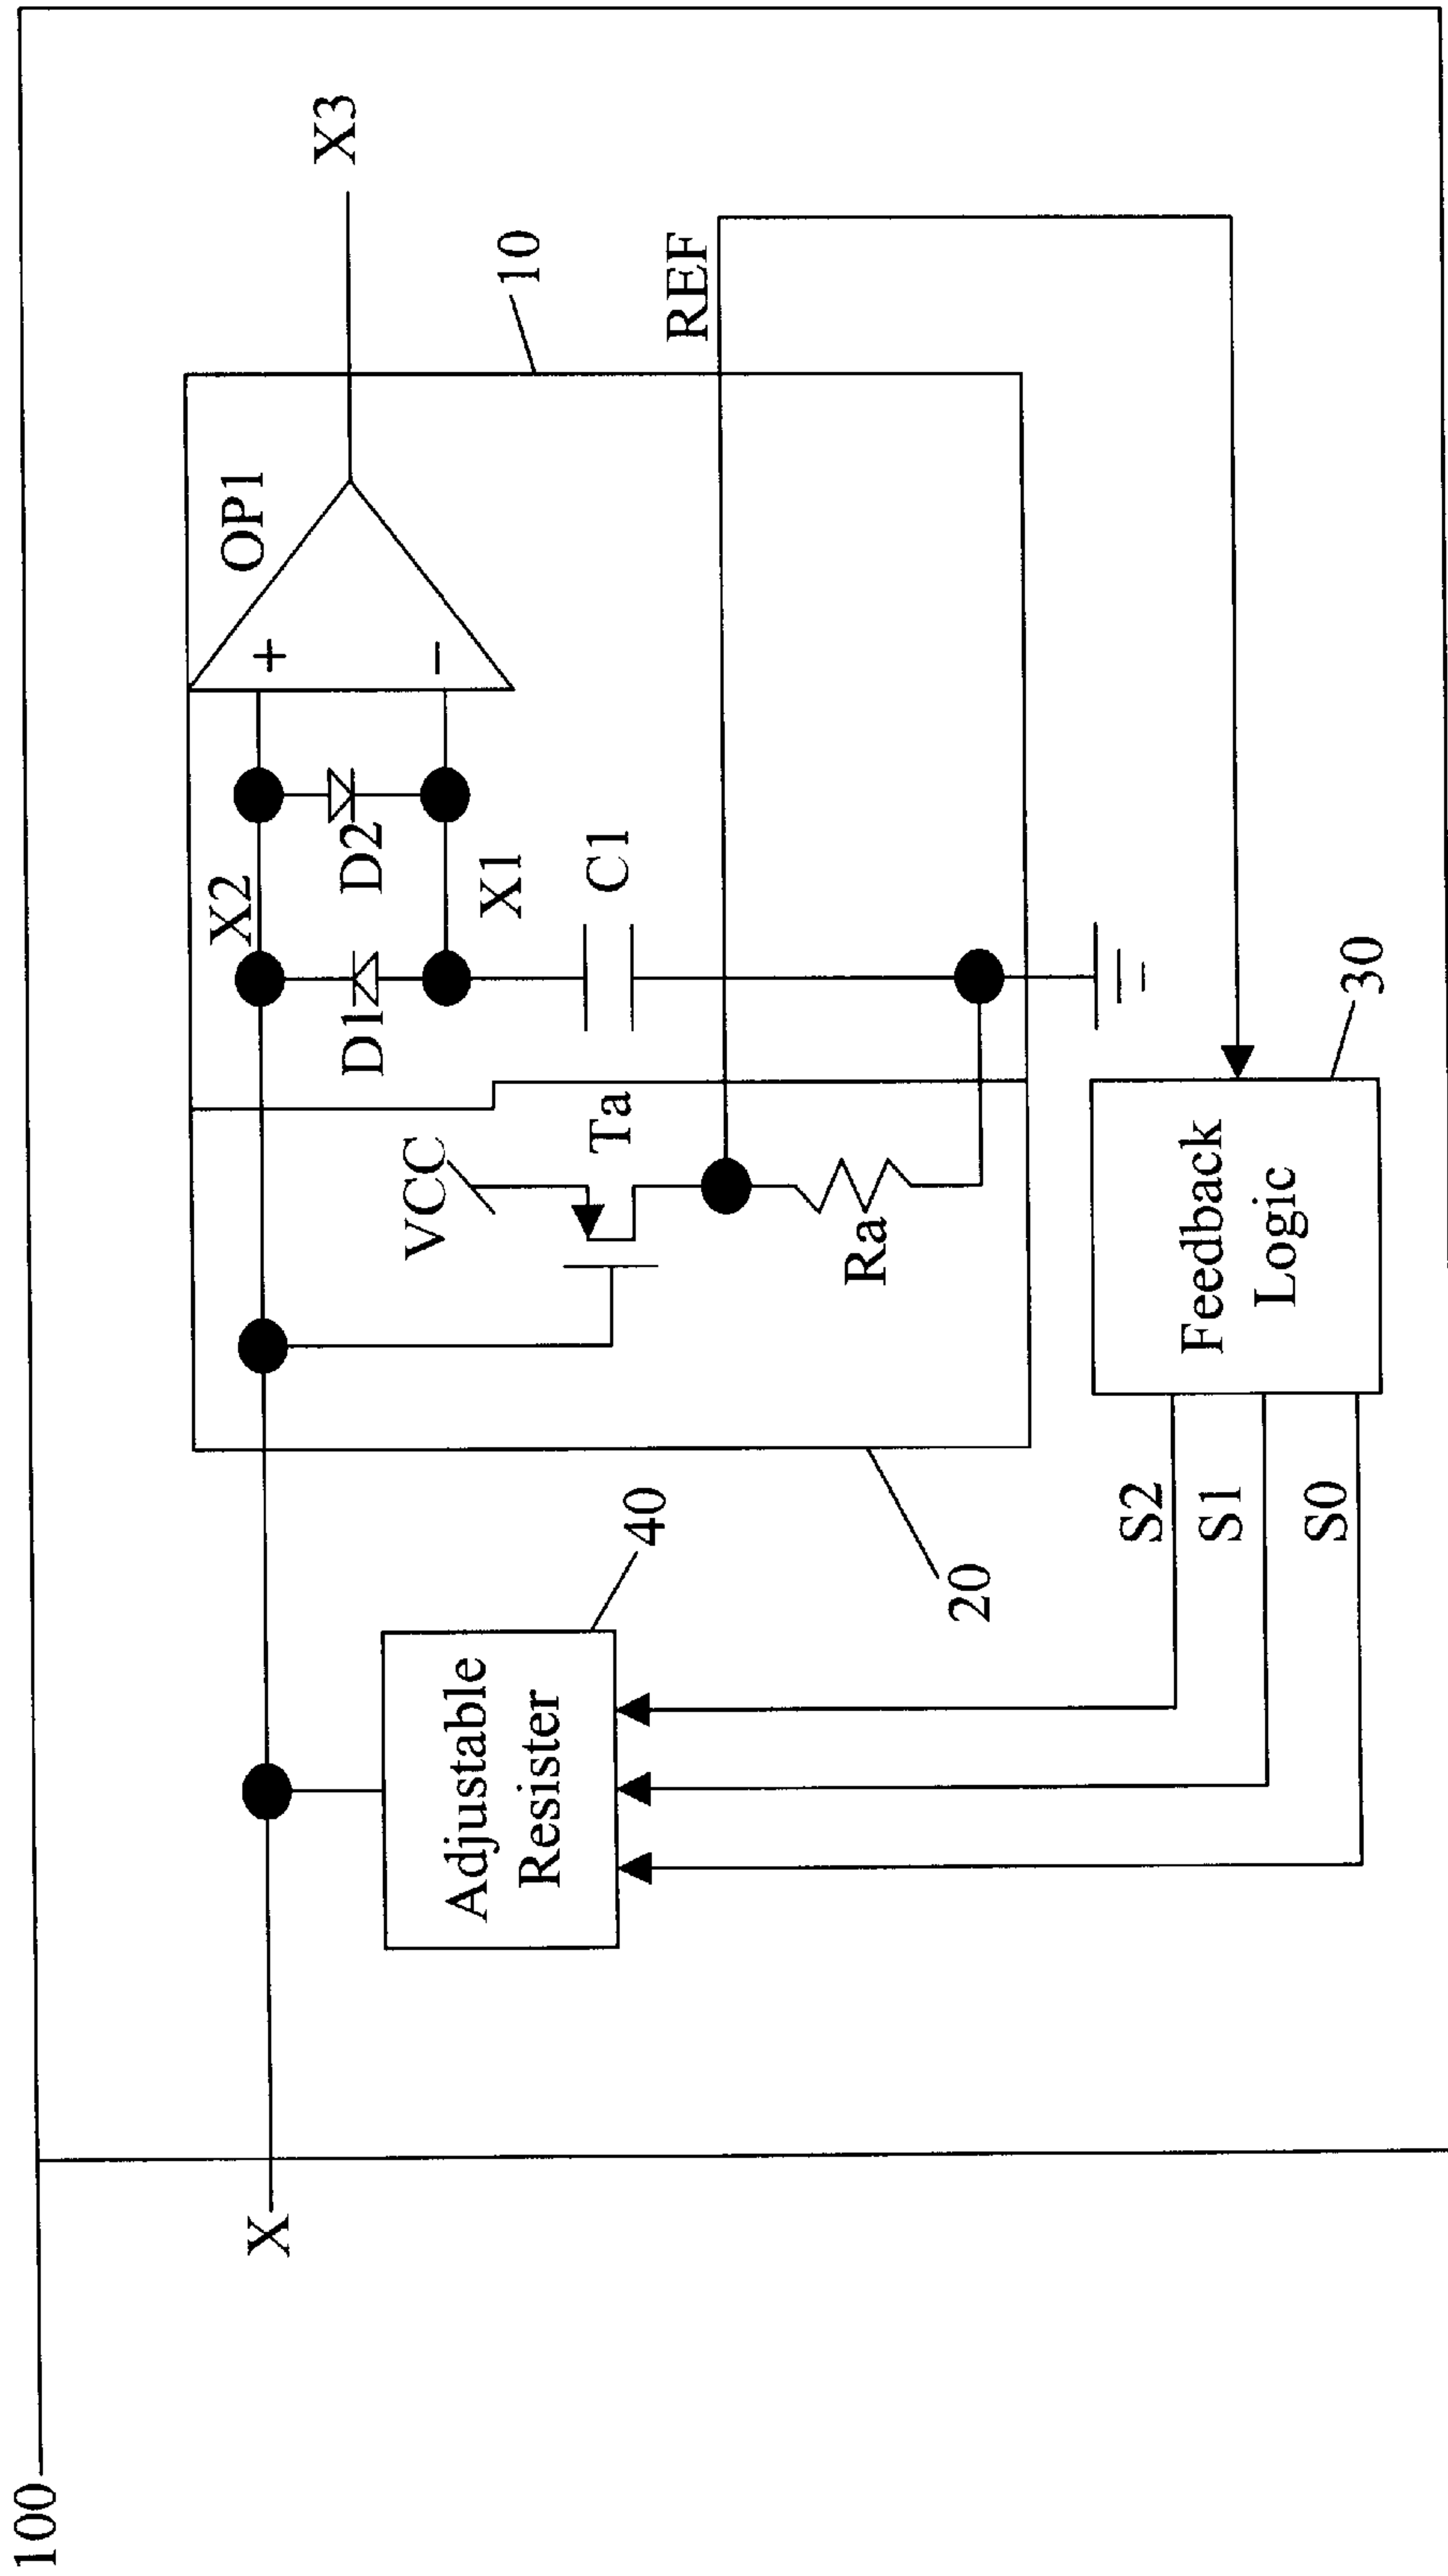 100
X
X2
X1
X3
OP1
+
−
D1
D2
C1
10
REF
VCC
Ta
Ra
20
Adjustable
Resister
40
S2
S1
S0
Feedback
Logic
30